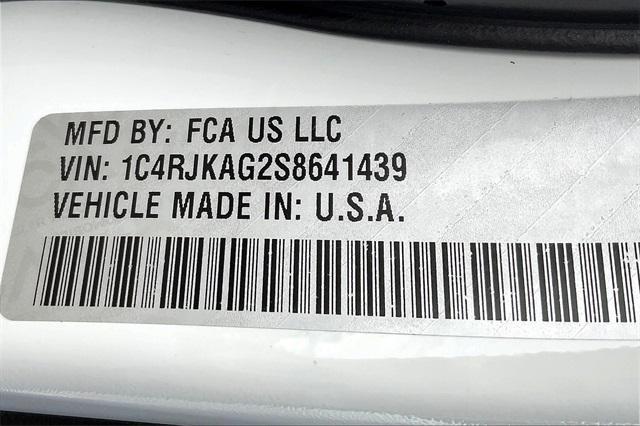 MFD BY: FCA US LLC
VIN: 1C4RJKAG2S8641439
VEHICLE MADE IN: U.S.A.